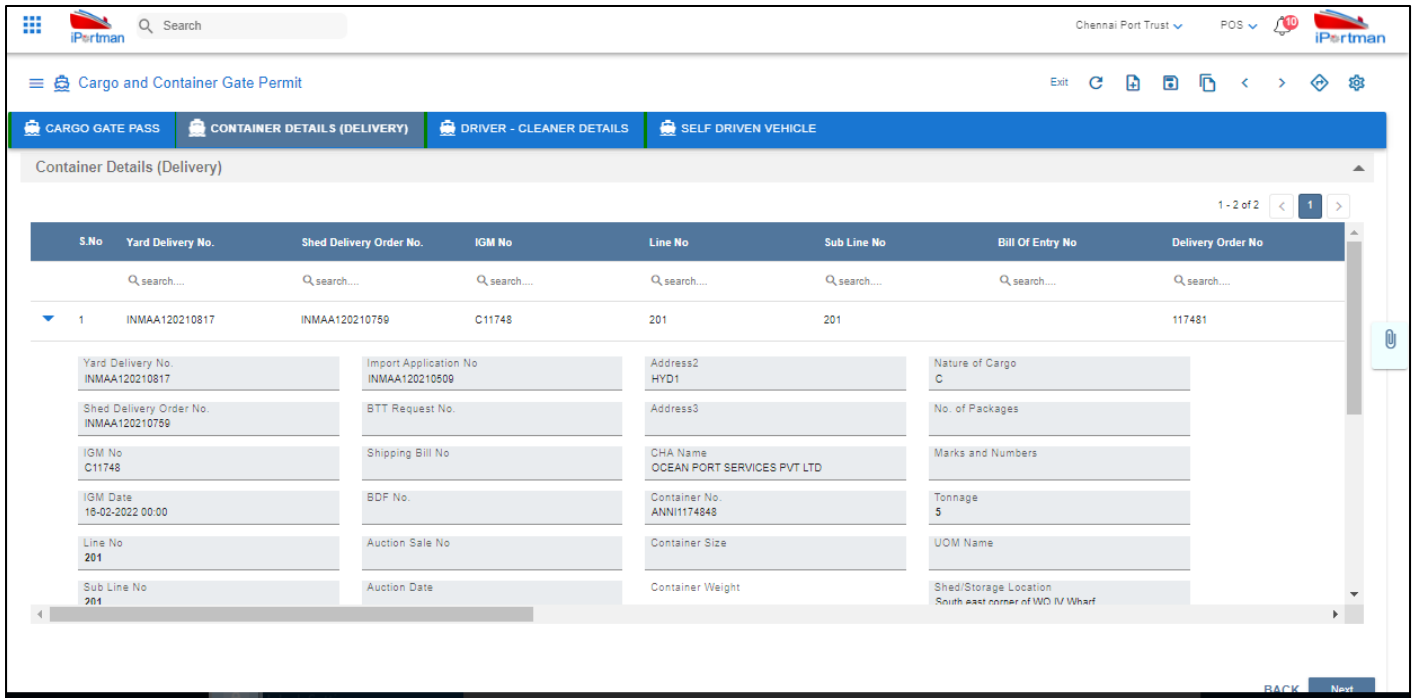 iPortman
Search
Chennai Port Trust
POS
10
iPortman
Cargo and Container Gate Permit
Exit
CARGO GATE PASS
CONTAINER DETAILS (DELIVERY)
DRIVER - CLEANER DETAILS
SELF DRIVEN VEHICLE
Container Details (Delivery)
1 - 2 of 2 < 1 >
S.No Yard Delivery No. Shed Delivery Order No. IGM No Line No Sub Line No Bill Of Entry No Delivery Order No
search.... search.... search.... search.... search.... search.... search....
1 INMAA120210817 INMAA120210759 C11748 201 201 117481
Yard Delivery No. Import Application No Address2 Nature of Cargo
INMAA120210817 INMAA120210509 HYD1 C
Shed Delivery Order No. BTT Request No. Address3 No. of Packages
INMAA120210759
IGM No Shipping Bill No CHA Name Marks and Numbers
C11748 OCEAN PORT SERVICES PVT LTD
IGM Date BDF No. Container No. Tonnage
16-02-2022 00:00 ANNI1174848 5
Line No Auction Sale No Container Size UOM Name
201
Sub Line No Auction Date Container Weight Shed/Storage Location
201 South east corner of WQ IV Wharf
BACK Next